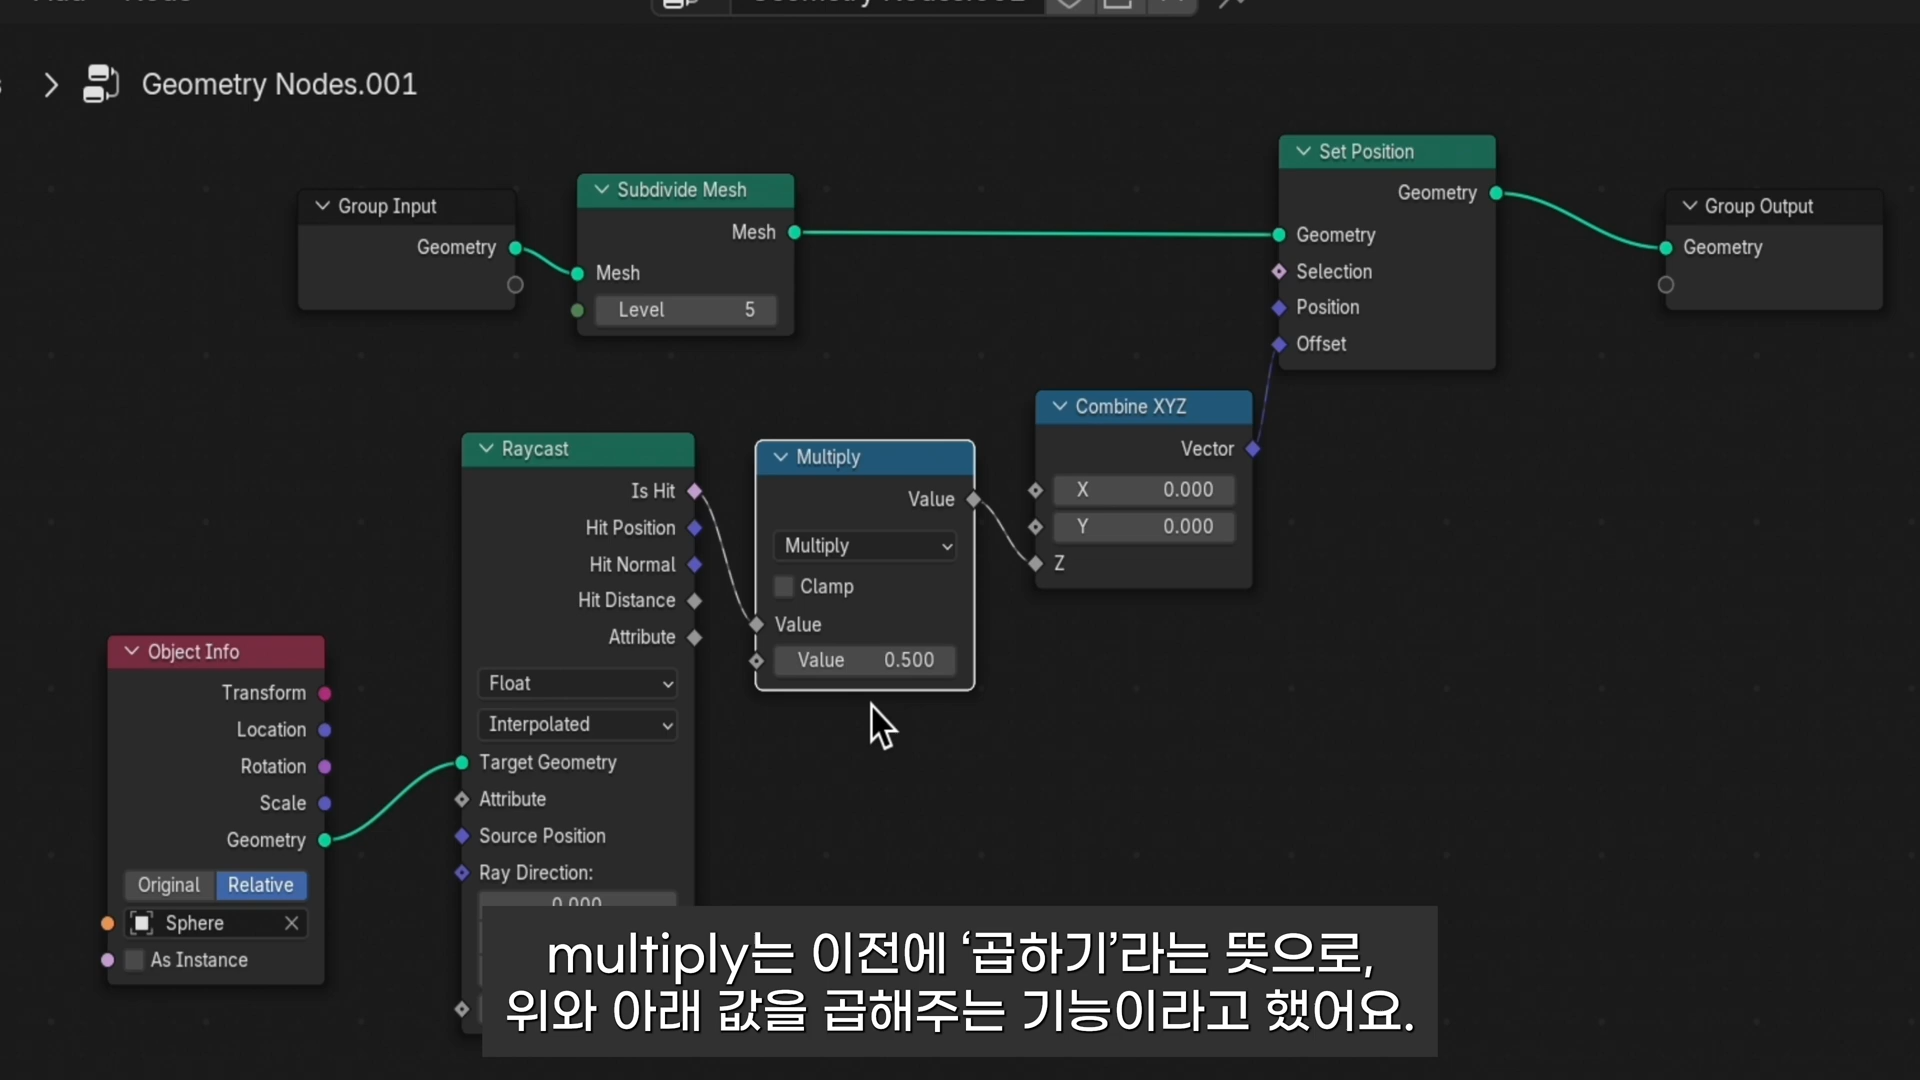 Geometry Nodes.001
Group Input
Geometry
Subdivide Mesh
Mesh
Mesh
Level 5
Set Position
Geometry
Geometry
Selection
Position
Offset
Group Output
Geometry
Raycast
Is Hit
Hit Position
Hit Normal
Hit Distance
Attribute
Float
Interpolated
Target Geometry
Attribute
Source Position
Ray Direction:
0.000
Multiply
Value
Multiply
Clamp
Value
Value 0.500
Combine XYZ
Vector
X 0.000
Y 0.000
Z
Object Info
Transform
Location
Rotation
Scale
Geometry
Original Relative
Sphere
As Instance
multiply는 이전에 ‘곱하기’라는 뜻으로,
위와 아래 값을 곱해주는 기능이라고 했어요.